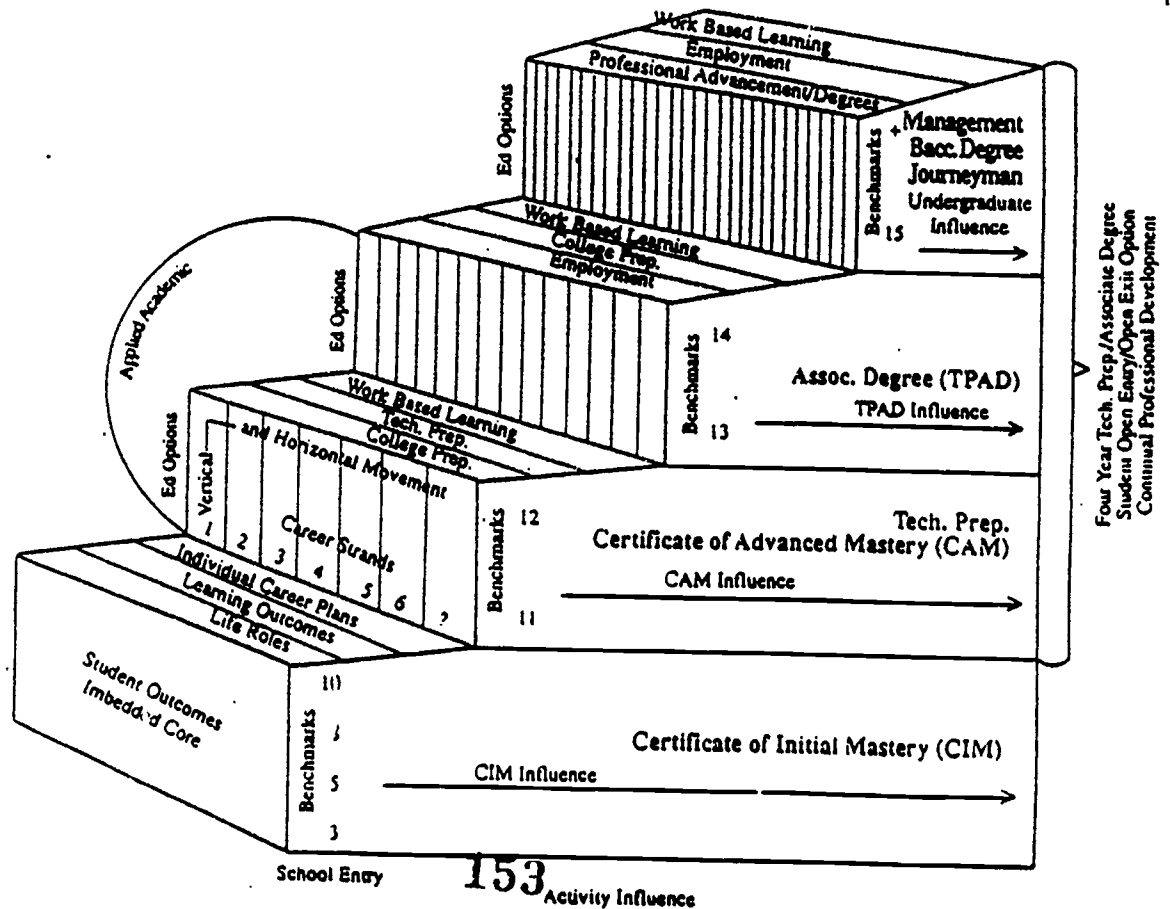 Work Based Learning
Employment
Professional Advancement/Degrees
Ed Options
Benchmarks
+ Management
Bacc. Degree
Journeyman
Undergraduate
Influence
15
Work Based Learning
College Prep.
Employment
Ed Options
Benchmarks
14
13
Assoc. Degree (TPAD)
TPAD Influence
Applied Academic
Work Based Learning
Tech. Prep.
College Prep.
Ed Options
Vertical
and Horizontal Movement
Career Strands
1 2 3 4 5 6 ?
Benchmarks
12
11
Tech. Prep.
Certificate of Advanced Mastery (CAM)
CAM Influence
Individual Career Plans
Learning Outcomes
Life Roles
Student Outcomes
Imbedded Core
Benchmarks
10
5
3
Certificate of Initial Mastery (CIM)
CIM Influence
Four Year Tech. Prep./Associate Degree
Student Open Entry/Open Exit Option
Continual Professional Development
School Entry
153
Activity Influence